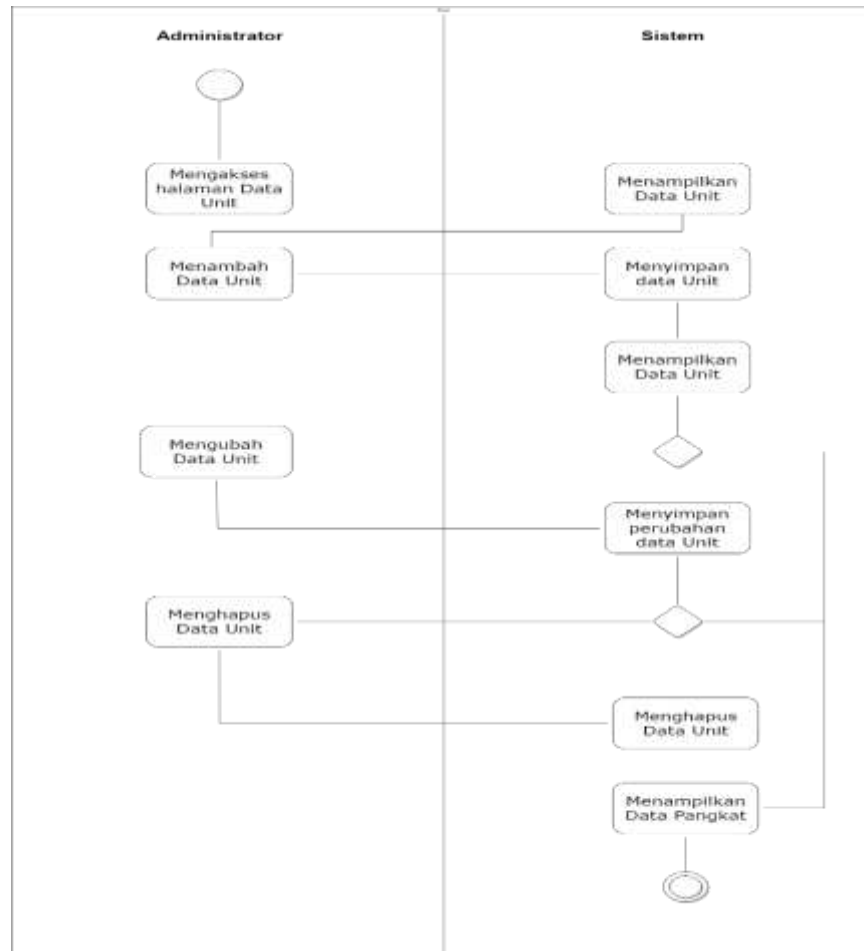 Administrator
Sistem
Mengakses
halaman Data
Unit
Menampilkan
Data Unit
Menambah
Data Unit
Menyimpan
data Unit
Menampilkan
Data Unit
Mengubah
Data Unit
Menyimpan
perubahan
data Unit
Menghapus
Data Unit
Menghapus
Data Unit
Menampilkan
Data Pangkat